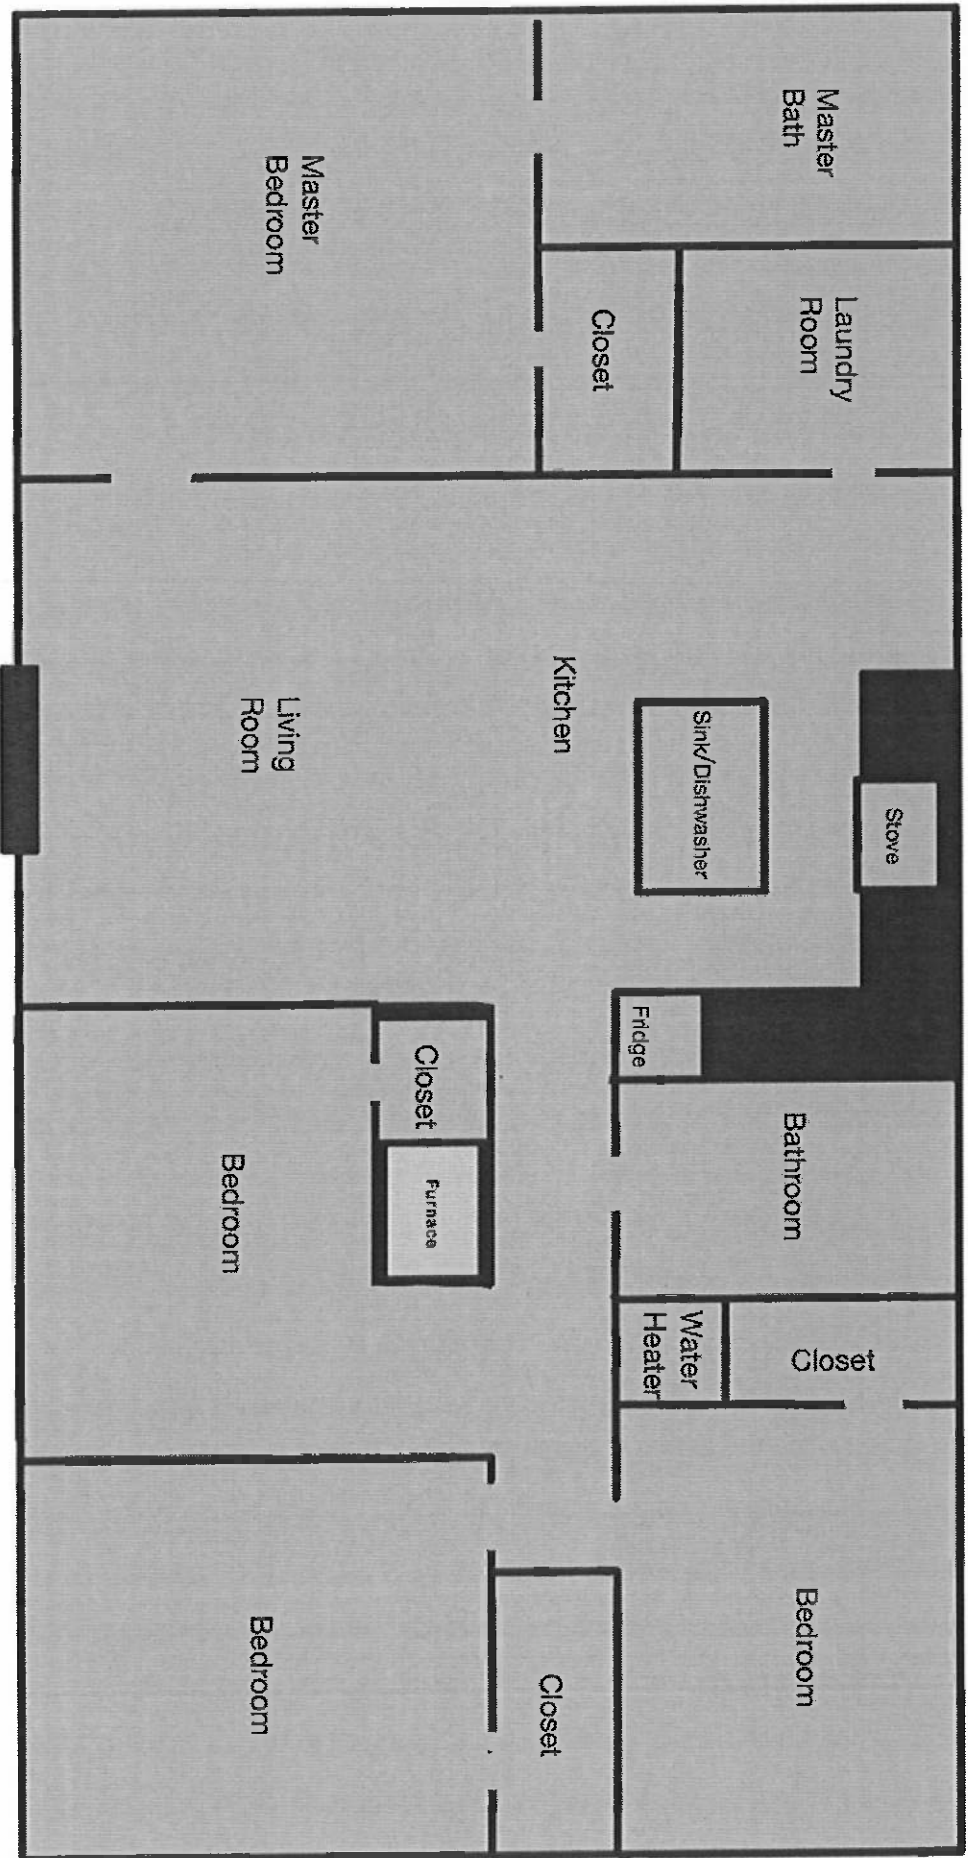 Master
Bath
Laundry
Room
Closet
Master
Bedroom
Stove
Sink/Dishwasher
Kitchen
Living
Room
Fridge
Bathroom
Closet
Water
Heater
Closet
Furnace
Bedroom
Bedroom
Closet
Bedroom